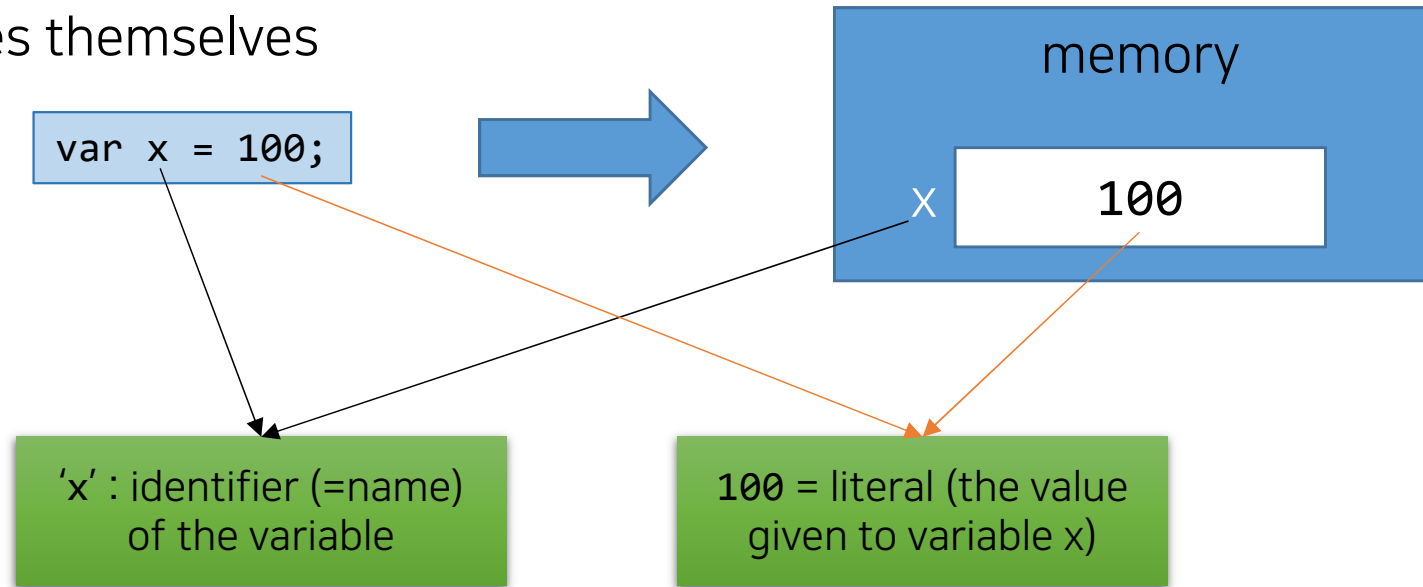 es themselves
memory
var x = 100;
X
100
‘x’ : identifier (=name)
of the variable
100 = literal (the value
given to variable x)